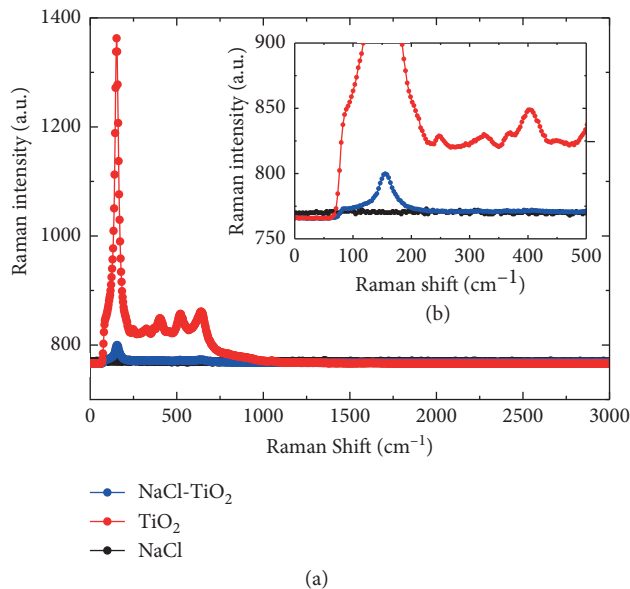 1400
1200
1000
800
Raman intensity (a.u.)
0 500 1000 1500 2000 2500 3000
Raman Shift (cm⁻¹)
900
850
800
750
Raman intensity (a.u.)
0 100 200 300 400 500
Raman shift (cm⁻¹)
(b)
NaCl-TiO₂
TiO₂
NaCl
(a)